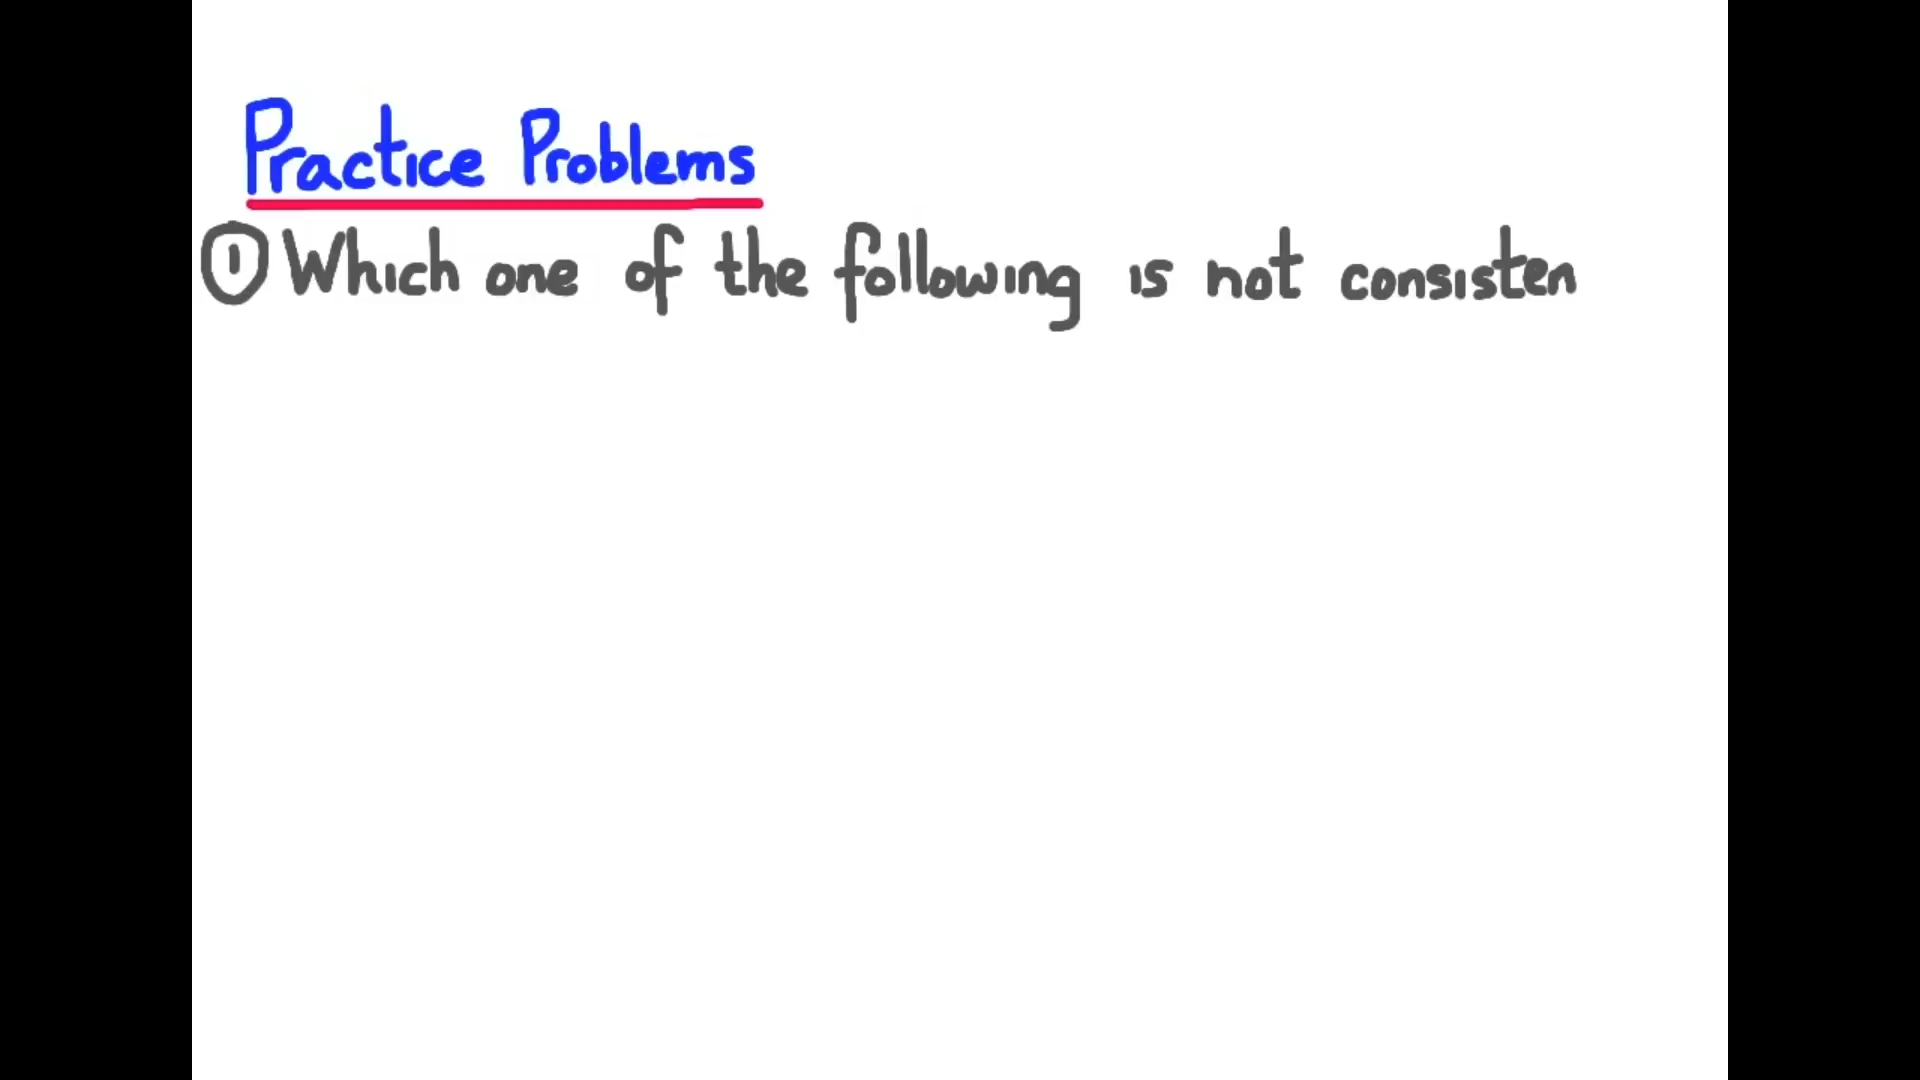 Practice Problems
① Which one of the following is not consisten